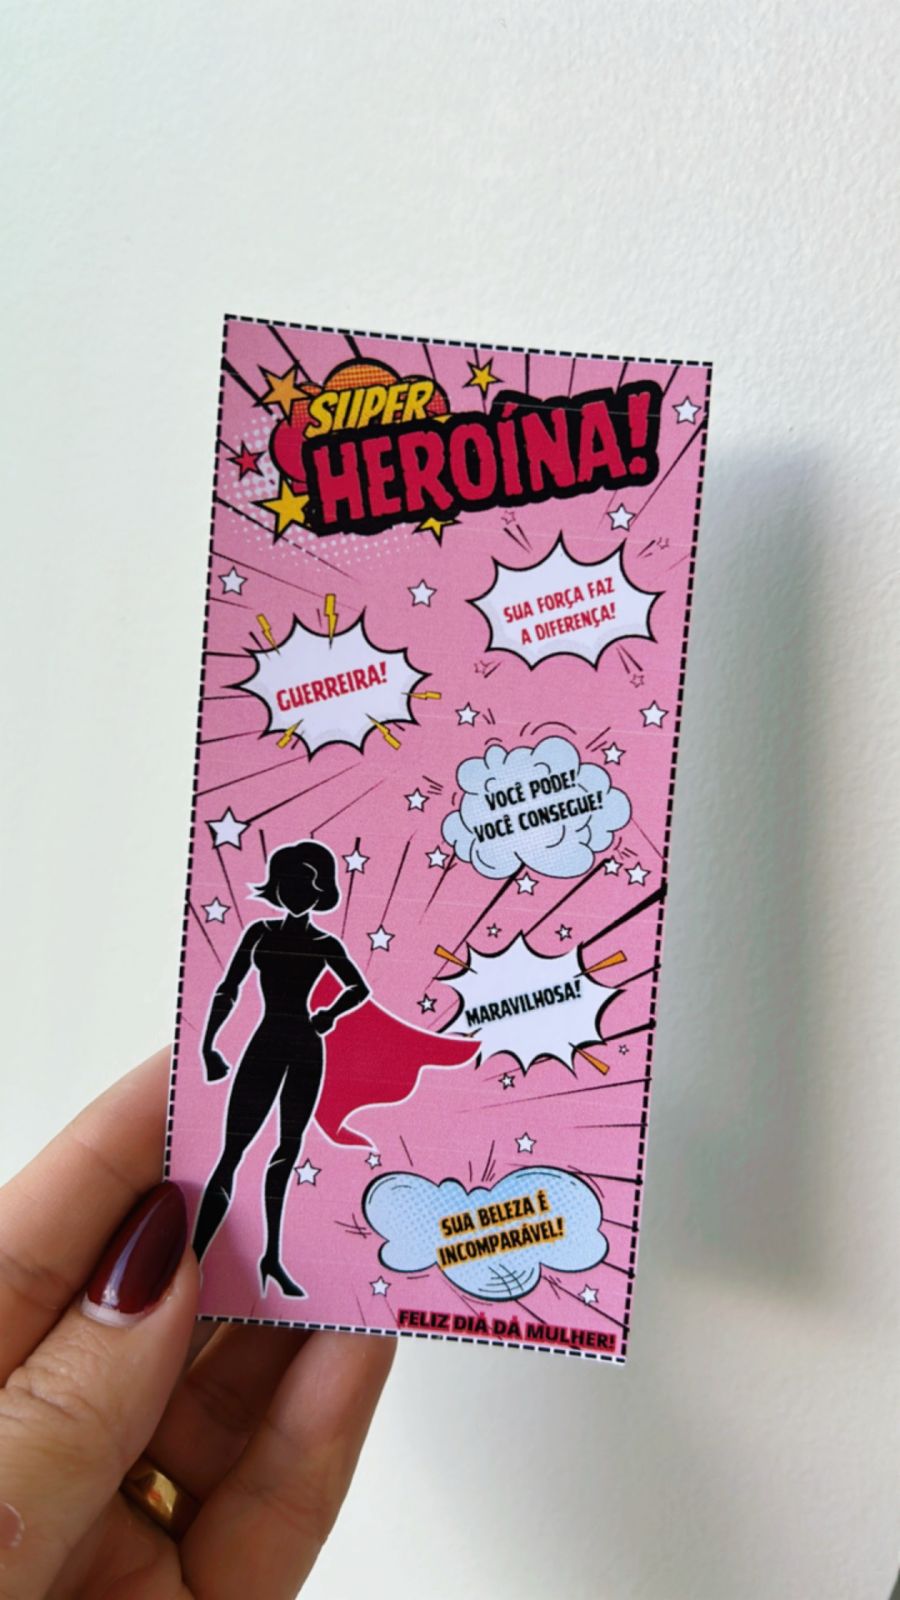 SUPER
HEROÍNA!
SUA FORÇA FAZ
A DIFERENÇA!
GUERREIRA!
VOCÊ PODE!
VOCÊ CONSEGUE!
MARAVILHOSA!
SUA BELEZA É
INCOMPARÁVEL!
FELIZ DIA DA MULHER!